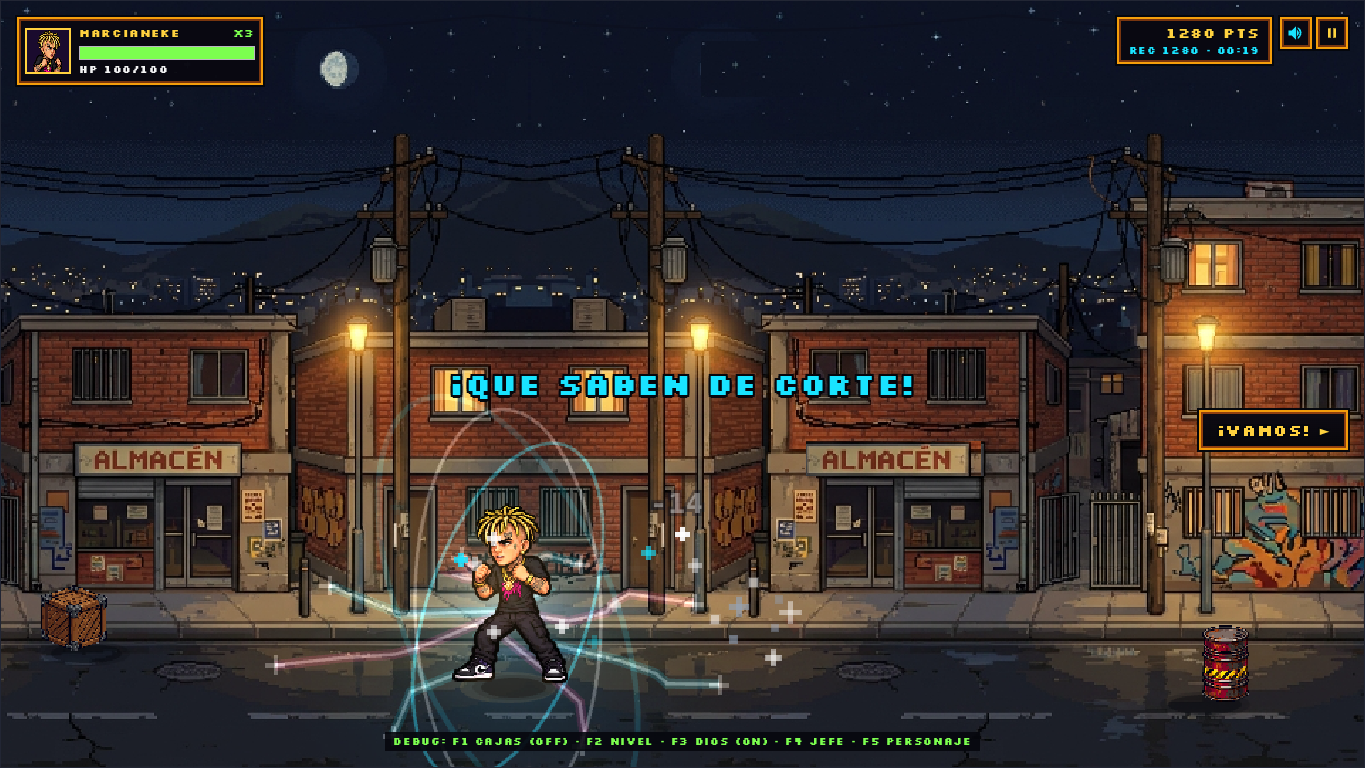 MARCIANEKE X3
HP 100/100
1280 PTS
REC 1280 - 00:19
¡QUE SABEN DE CORTE!
¡VAMOS! ►
ALMACÉN
ALMACÉN
-14
DEBUG: F1 CAJAS (OFF) · F2 NIVEL · F3 DIOS (ON) · F4 JEFE · F5 PERSONAJE